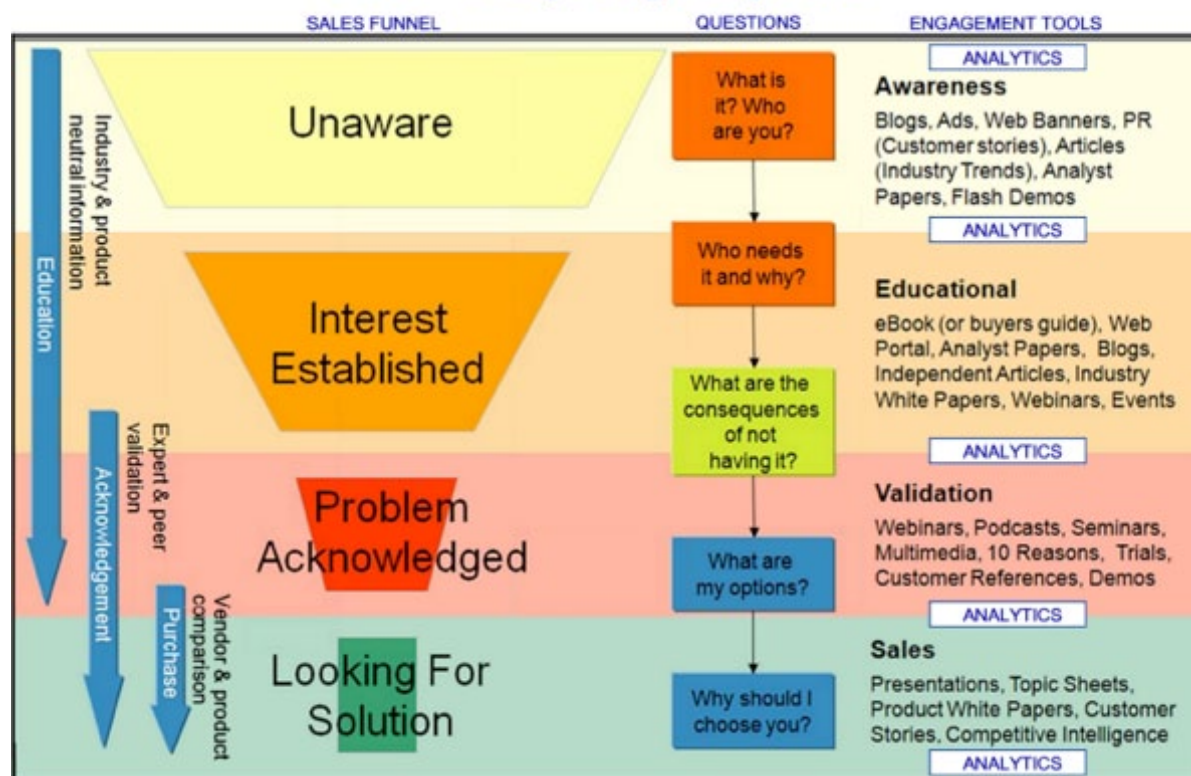 SALES FUNNEL
QUESTIONS
ENGAGEMENT TOOLS
Industry & product
neutral information
Education
Expert & peer
validation
Acknowledgement
Vendor & product
comparison
Purchase
Unaware
Interest
Established
Problem
Acknowledged
Looking For
Solution
What is
it? Who
are you?
Who needs
it and why?
What are the
consequences
of not
having it?
What are
my options?
Why should I
choose you?
ANALYTICS
Awareness
Blogs, Ads, Web Banners, PR
(Customer stories), Articles
(Industry Trends), Analyst
Papers, Flash Demos
ANALYTICS
Educational
eBook (or buyers guide), Web
Portal, Analyst Papers, Blogs,
Independent Articles, Industry
White Papers, Webinars, Events
ANALYTICS
Validation
Webinars, Podcasts, Seminars,
Multimedia, 10 Reasons, Trials,
Customer References, Demos
ANALYTICS
Sales
Presentations, Topic Sheets,
Product White Papers, Customer
Stories, Competitive Intelligence
ANALYTICS